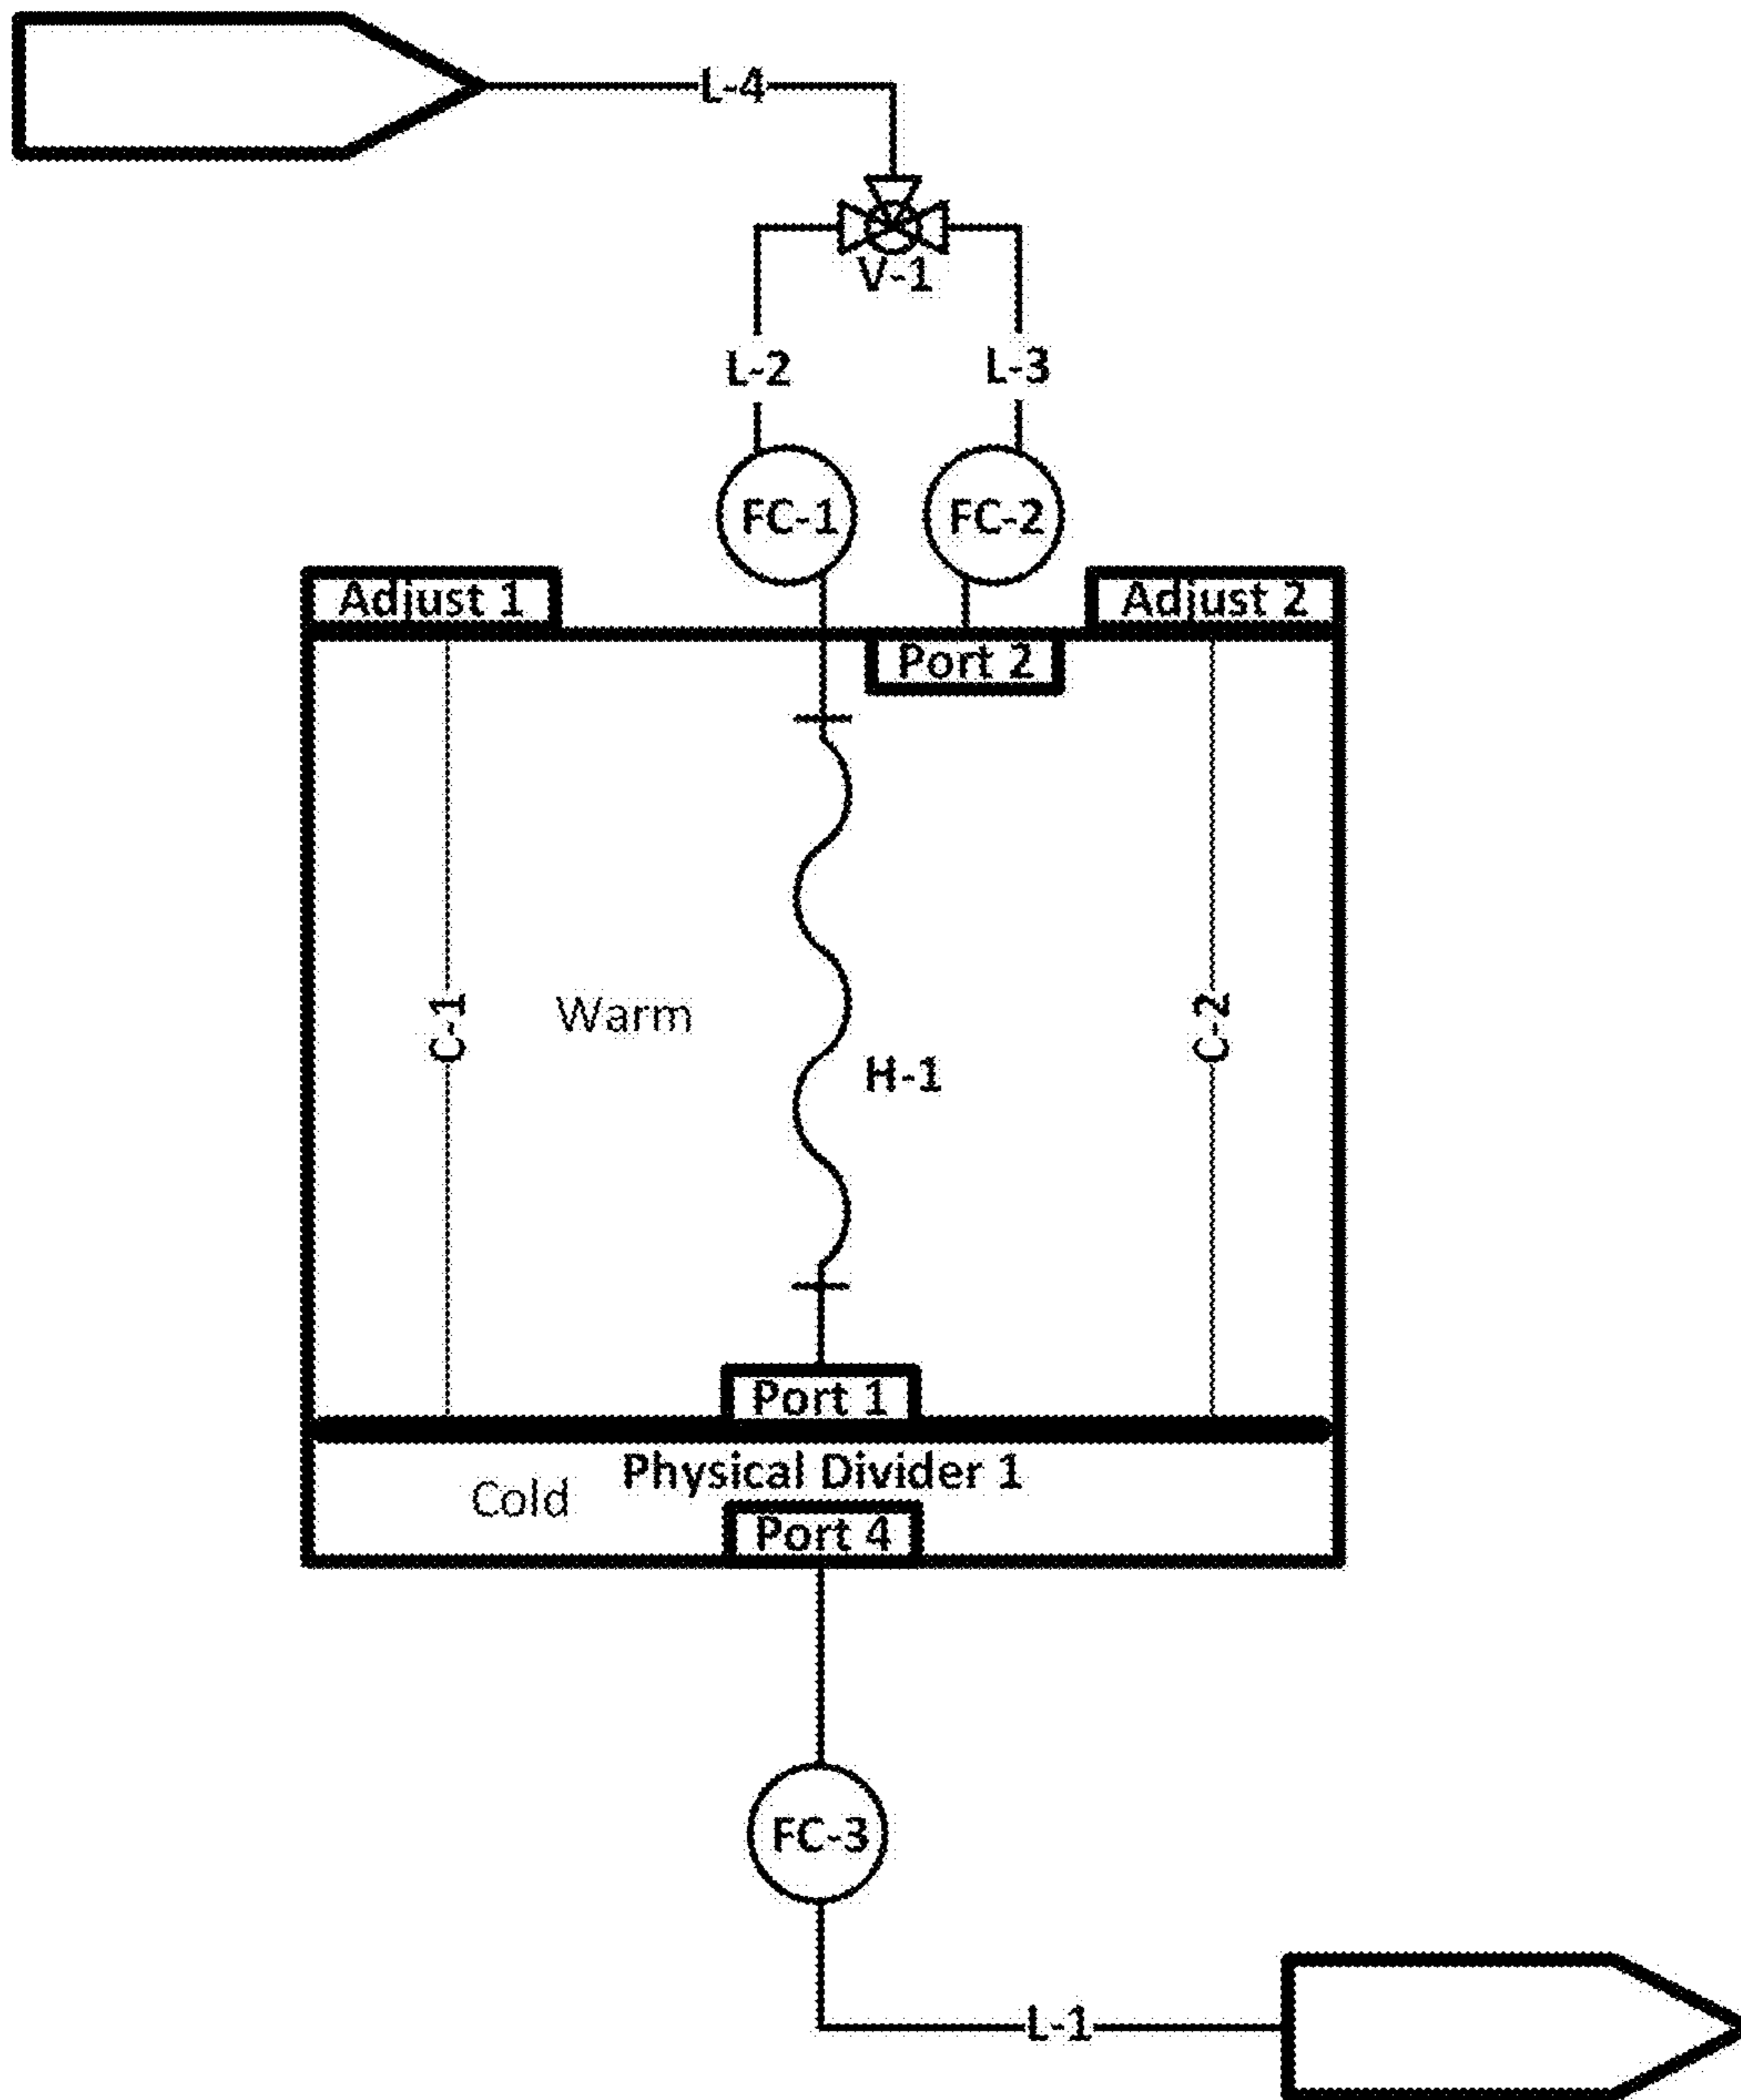 L-4
V-1
L-2
L-3
FC-1
FC-2
Adjust 1
Adjust 2
Port 2
C-1
Warm
C-2
H-1
Port 1
Physical Divider 1
Cold
Port 4
FC-3
L-1